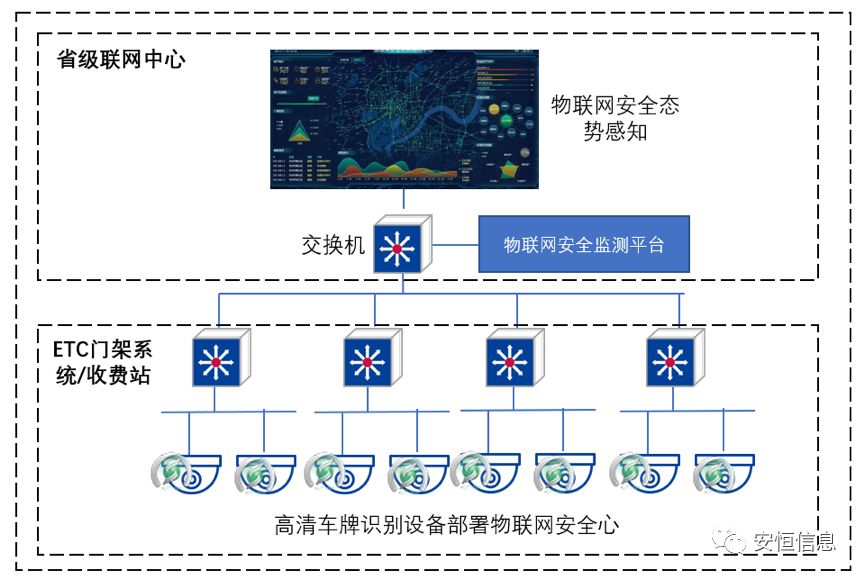 省级联网中心
物联网安全态
势感知
交换机
物联网安全监测平台
ETC门架系
统/收费站
高清车牌识别设备部署物联网安全心
安恒信息